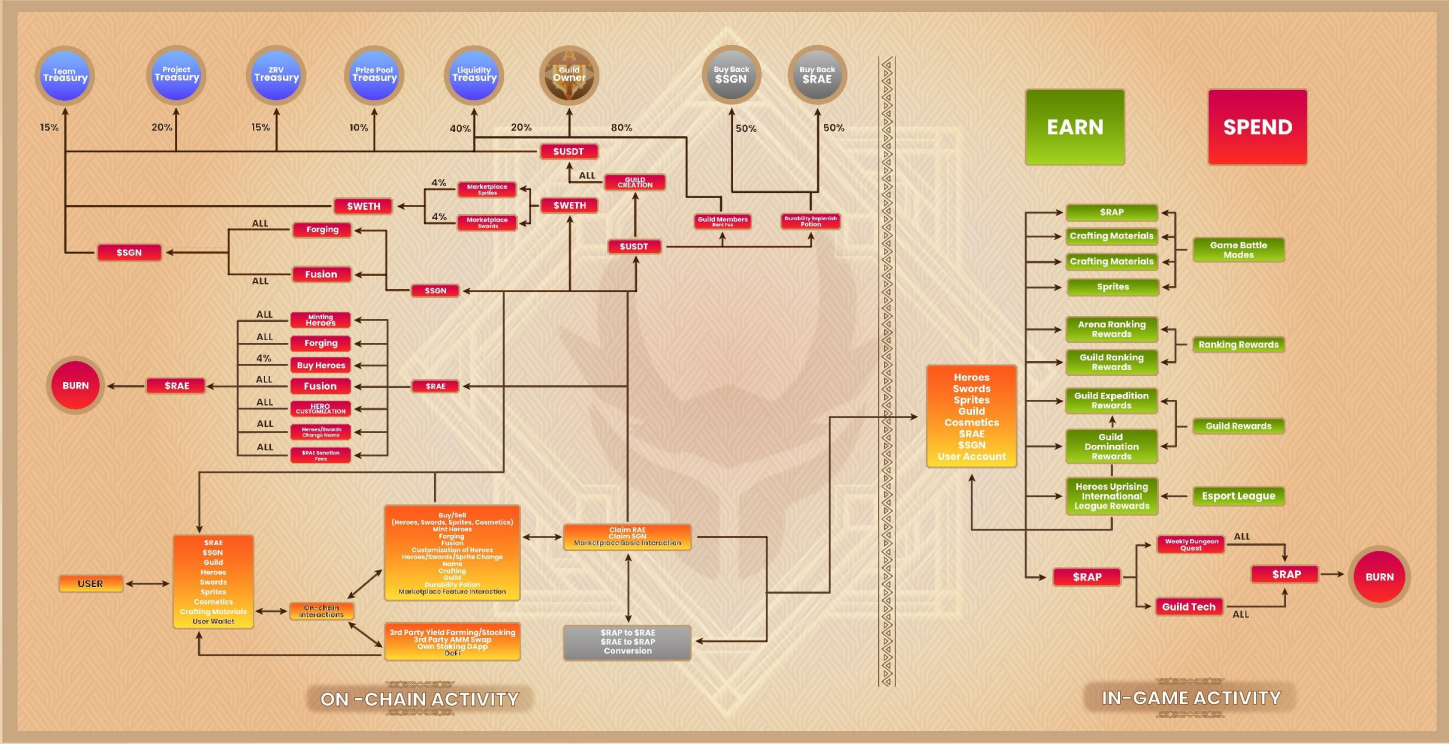 Team
Treasury
Project
Treasury
ZRV
Treasury
Prize Pool
Treasury
Liquidity
Treasury
Guild
Owner
Buy Back
$SGN
Buy Back
$RAE
15%
20%
15%
10%
40%
20%
80%
50%
50%
$USDT
ALL
GUILD
CREATION
4%
Marketplace
Sprites
$WETH
$WETH
4%
Marketplace
Swords
Guild Members
Rent Fee
Durability Replenish
Potion
ALL
Forging
$SGN
$USDT
Fusion
ALL
$SGN
ALL
Minting
Heroes
ALL
Forging
4%
Buy Heroes
BURN
$RAE
ALL
Fusion
$RAE
ALL
HERO
CUSTOMIZATION
ALL
Heroes/Swords
Change Name
ALL
$RAE Sanction
Fees
USER
$RAE
$SGN
Guild
Heroes
Swords
Sprites
Cosmetics
Crafting Materials
User Wallet
On-chain
Interactions
Buy/Sell
(Heroes, Swords, Sprites, Cosmetics)
Mint Heroes
Forging
Fusion
Customization of Heroes
Heroes/Swords/Sprite Change
Name
Crafting
Guild
Durability Potion
Marketplace Feature Interaction
3rd Party Yield Farming/Stacking
3rd Party AMM Swap
Own Staking DApp
DeFi
Claim RAE
Claim SGN
Marketplace Basic Interaction
$RAP to $RAE
$RAE to $RAP
Conversion
ON -CHAIN ACTIVITY
EARN
SPEND
Heroes
Swords
Sprites
Guild
Cosmetics
$RAE
$SGN
User Account
$RAP
Crafting Materials
Crafting Materials
Sprites
Game Battle
Modes
Arena Ranking
Rewards
Guild Ranking
Rewards
Ranking Rewards
Guild Expedition
Rewards
Guild
Domination
Rewards
Guild Rewards
Heroes Uprising
International
League Rewards
Esport League
$RAP
Weekly Dungeon
Quest
ALL
Guild Tech
ALL
$RAP
BURN
IN-GAME ACTIVITY